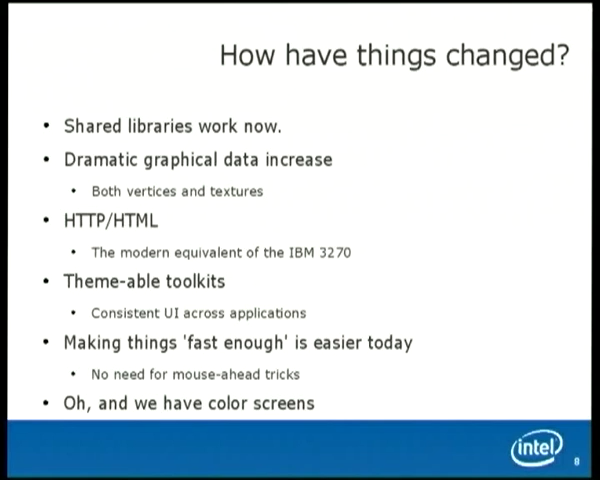 How have things changed?
• Shared libraries work now.
• Dramatic graphical data increase
• Both vertices and textures
• HTTP/HTML
• The modern equivalent of the IBM 3270
• Theme-able toolkits
• Consistent UI across applications
• Making things 'fast enough' is easier today
• No need for mouse-ahead tricks
• Oh, and we have color screens
intel
8